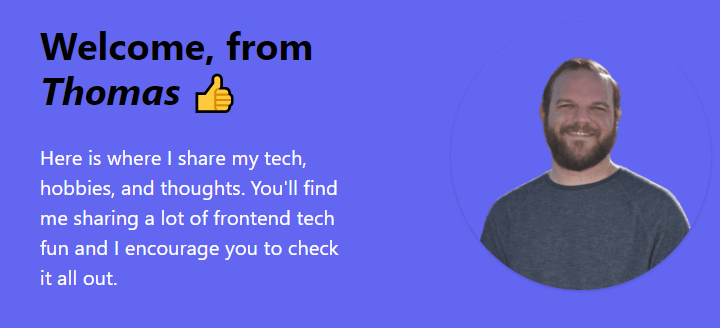 Welcome, from
Thomas 👍
Here is where I share my tech,
hobbies, and thoughts. You'll find
me sharing a lot of frontend tech
fun and I encourage you to check
it all out.